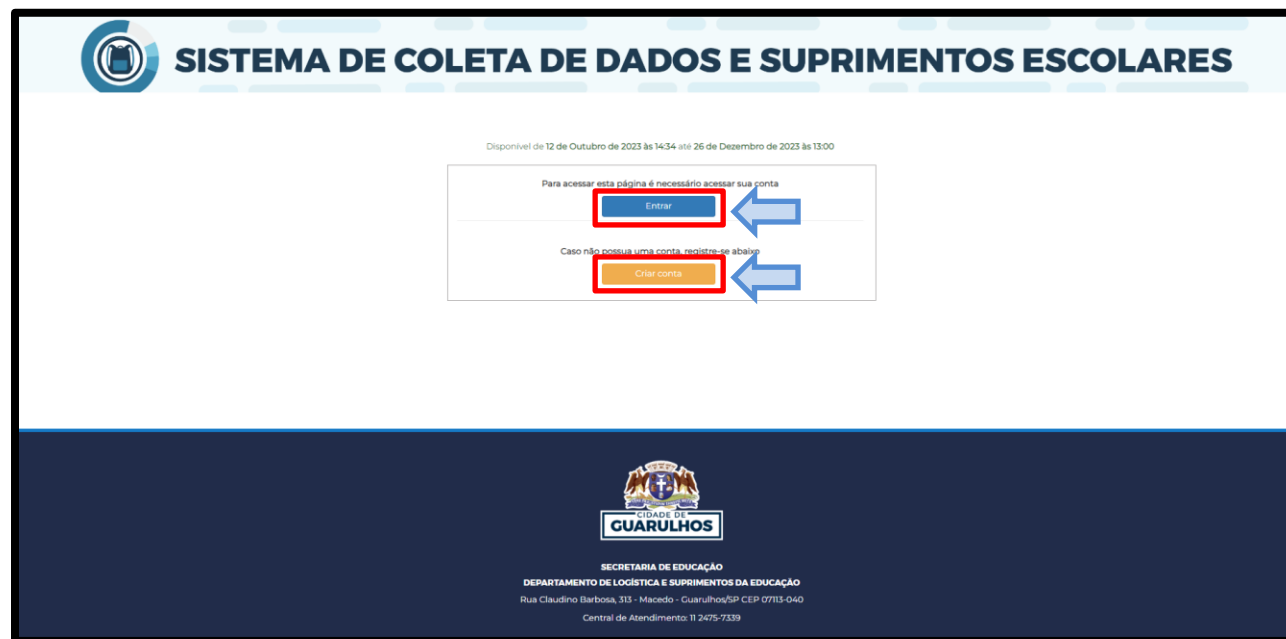 SISTEMA DE COLETA DE DADOS E SUPRIMENTOS ESCOLARES
Disponível de 12 de Outubro de 2023 às 14:34 até 26 de Dezembro de 2023 às 13:00
Para acessar esta página é necessário acessar sua conta
Entrar
Caso não possua uma conta, registre-se abaixo
Criar conta
CIDADE DE
GUARULHOS
SECRETARIA DE EDUCAÇÃO
DEPARTAMENTO DE LOGÍSTICA E SUPRIMENTOS DA EDUCAÇÃO
Rua Claudino Barbosa, 313 - Macedo - Guarulhos/SP CEP 07113-040
Central de Atendimento: 11 2475-7339